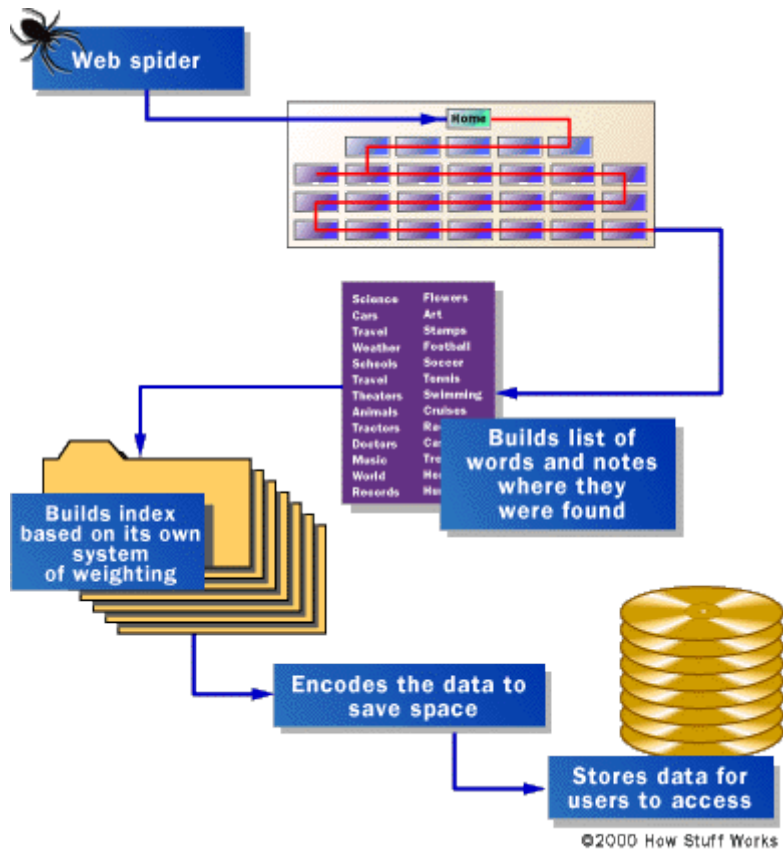 Web spider
Home
Science Flowers
Cars Art
Travel Stamps
Weather Football
Schools Soccer
Travel Tennis
Theaters Swimming
Animals Cruises
Tractors
Doctors
Music
World
Records
Builds list of
words and notes
where they
were found
Builds index
based on its own
system
of weighting
Encodes the data to
save space
Stores data for
users to access
©2000 How Stuff Works